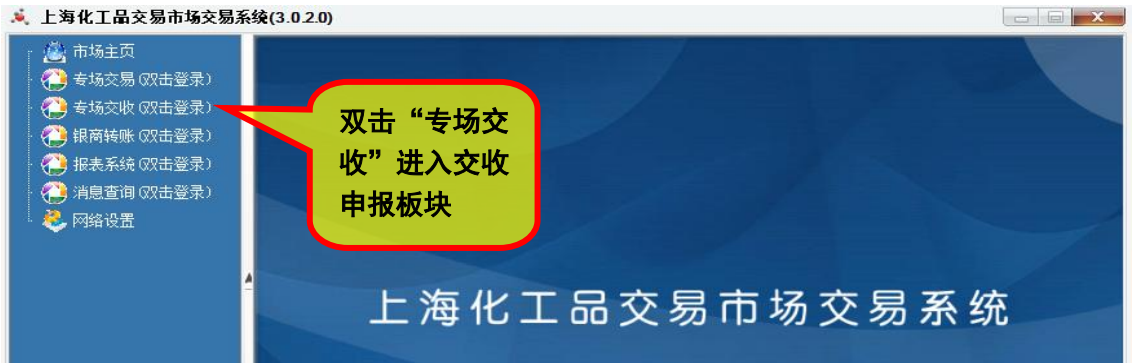 上海化工品交易市场交易系统(3.0.2.0)
市场主页
专场交易(双击登录)
专场交收(双击登录)
银商转账(双击登录)
报表系统(双击登录)
消息查询(双击登录)
网络设置
双击“专场交
收”进入交收
申报板块
上海化工品交易市场交易系统